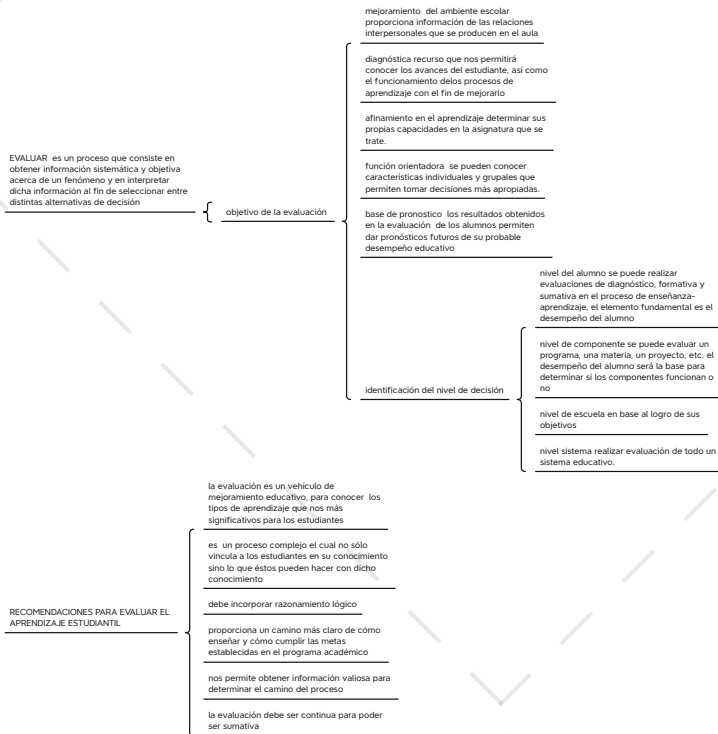 EVALUAR es un proceso que consiste en
obtener información sistemática y objetiva
acerca de un fenómeno y en interpretar
dicha información al fin de seleccionar entre
distintas alternativas de decisión
objetivo de la evaluación
mejoramiento del ambiente escolar
proporciona información de las relaciones
interpersonales que se producen en el aula
diagnóstica recurso que nos permitirá
conocer los avances del estudiante, así como
el funcionamiento delos procesos de
aprendizaje con el fin de mejorarlo
afinamiento en el aprendizaje determinar sus
propias capacidades en la asignatura que se
trate.
función orientadora se pueden conocer
características individuales y grupales que
permiten tomar decisiones más apropiadas.
base de pronostico los resultados obtenidos
en la evaluación de los alumnos permiten
dar pronósticos futuros de su probable
desempeño educativo
identificación del nivel de decisión
nivel del alumno se puede realizar
evaluaciones de diagnóstico, formativa y
sumativa en el proceso de enseñanza-
aprendizaje, el elemento fundamental es el
desempeño del alumno
nivel de componente se puede evaluar un
programa, una materia, un proyecto, etc. el
desempeño del alumno será la base para
determinar si los componentes funcionan o
no
nivel de escuela en base al logro de sus
objetivos
nivel sistema realizar evaluación de todo un
sistema educativo.
RECOMENDACIONES PARA EVALUAR EL
APRENDIZAJE ESTUDIANTIL
la evaluación es un vehículo de
mejoramiento educativo, para conocer los
tipos de aprendizaje que nos más
significativos para los estudiantes
es un proceso complejo el cual no sólo
vincula a los estudiantes en su conocimiento
sino lo que éstos pueden hacer con dicho
conocimiento
debe incorporar razonamiento lógico
proporciona un camino más claro de cómo
enseñar y cómo cumplir las metas
establecidas en el programa académico
nos permite obtener información valiosa para
determinar el camino del proceso
la evaluación debe ser continua para poder
ser sumativa